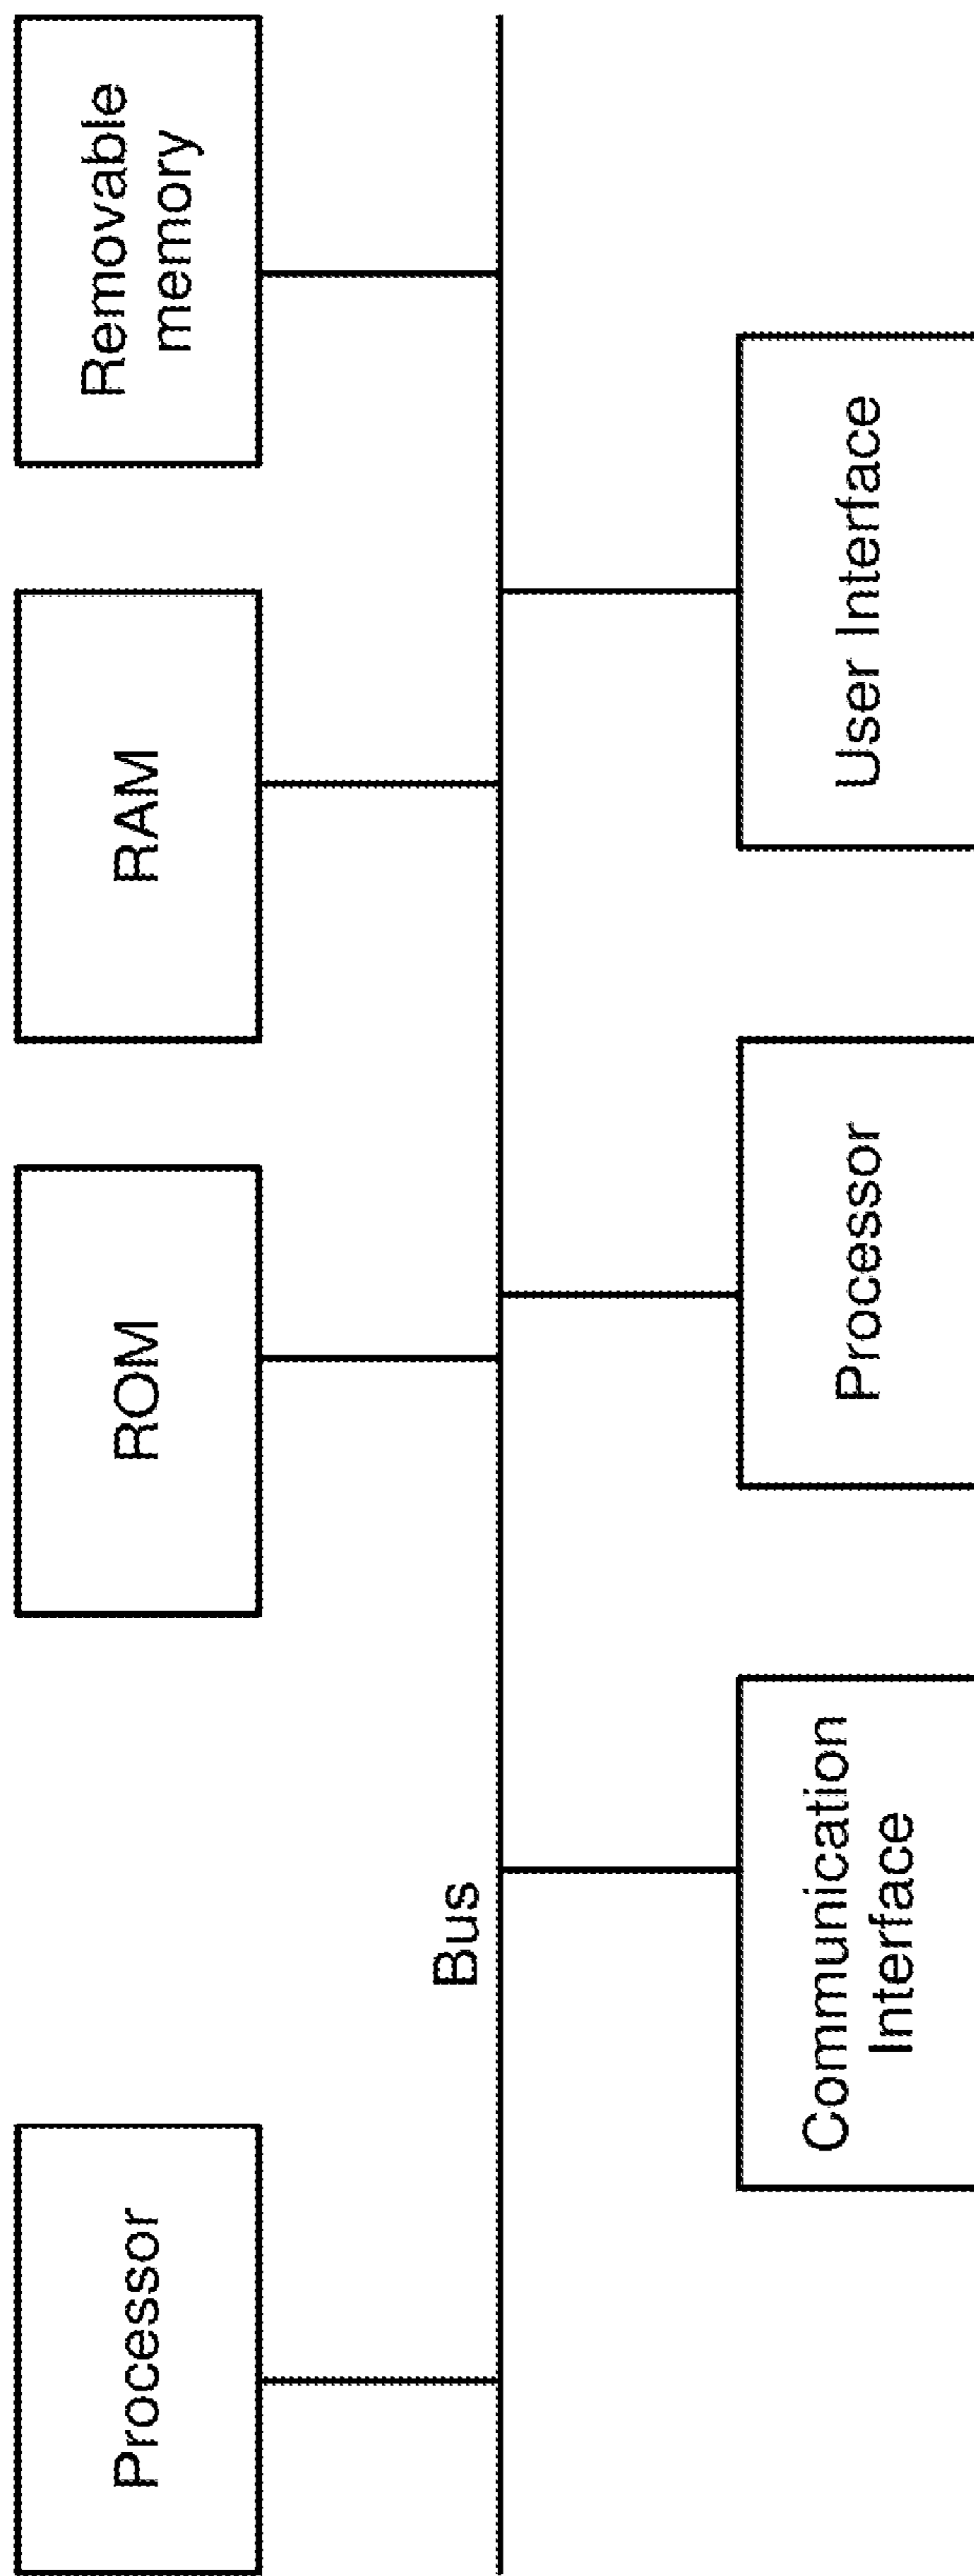 Processor
ROM
RAM
Removable
memory
Bus
Communication
Interface
Processor
User Interface